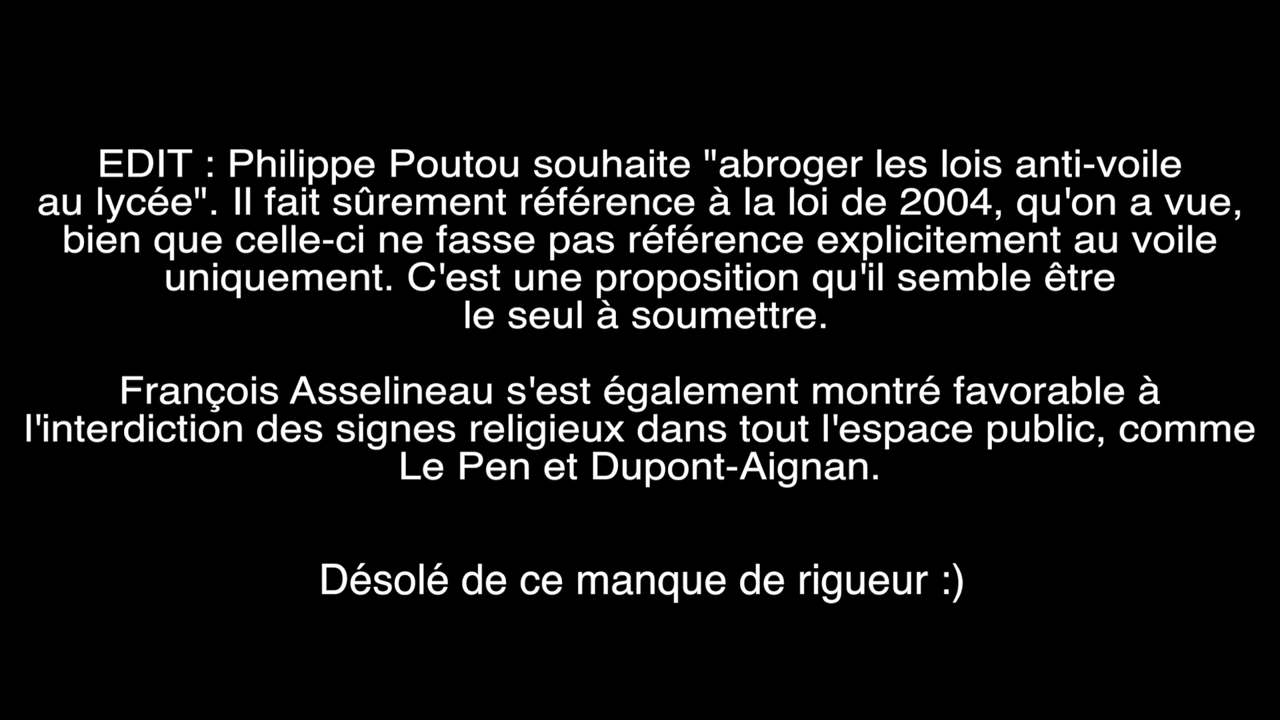 EDIT : Philippe Poutou souhaite "abroger les lois anti-voile
au lycée". Il fait sûrement référence à la loi de 2004, qu'on a vue,
bien que celle-ci ne fasse pas référence explicitement au voile
uniquement. C'est une proposition qu'il semble être
le seul à soumettre.
François Asselineau s'est également montré favorable à
l'interdiction des signes religieux dans tout l'espace public, comme
Le Pen et Dupont-Aignan.
Désolé de ce manque de rigueur :)